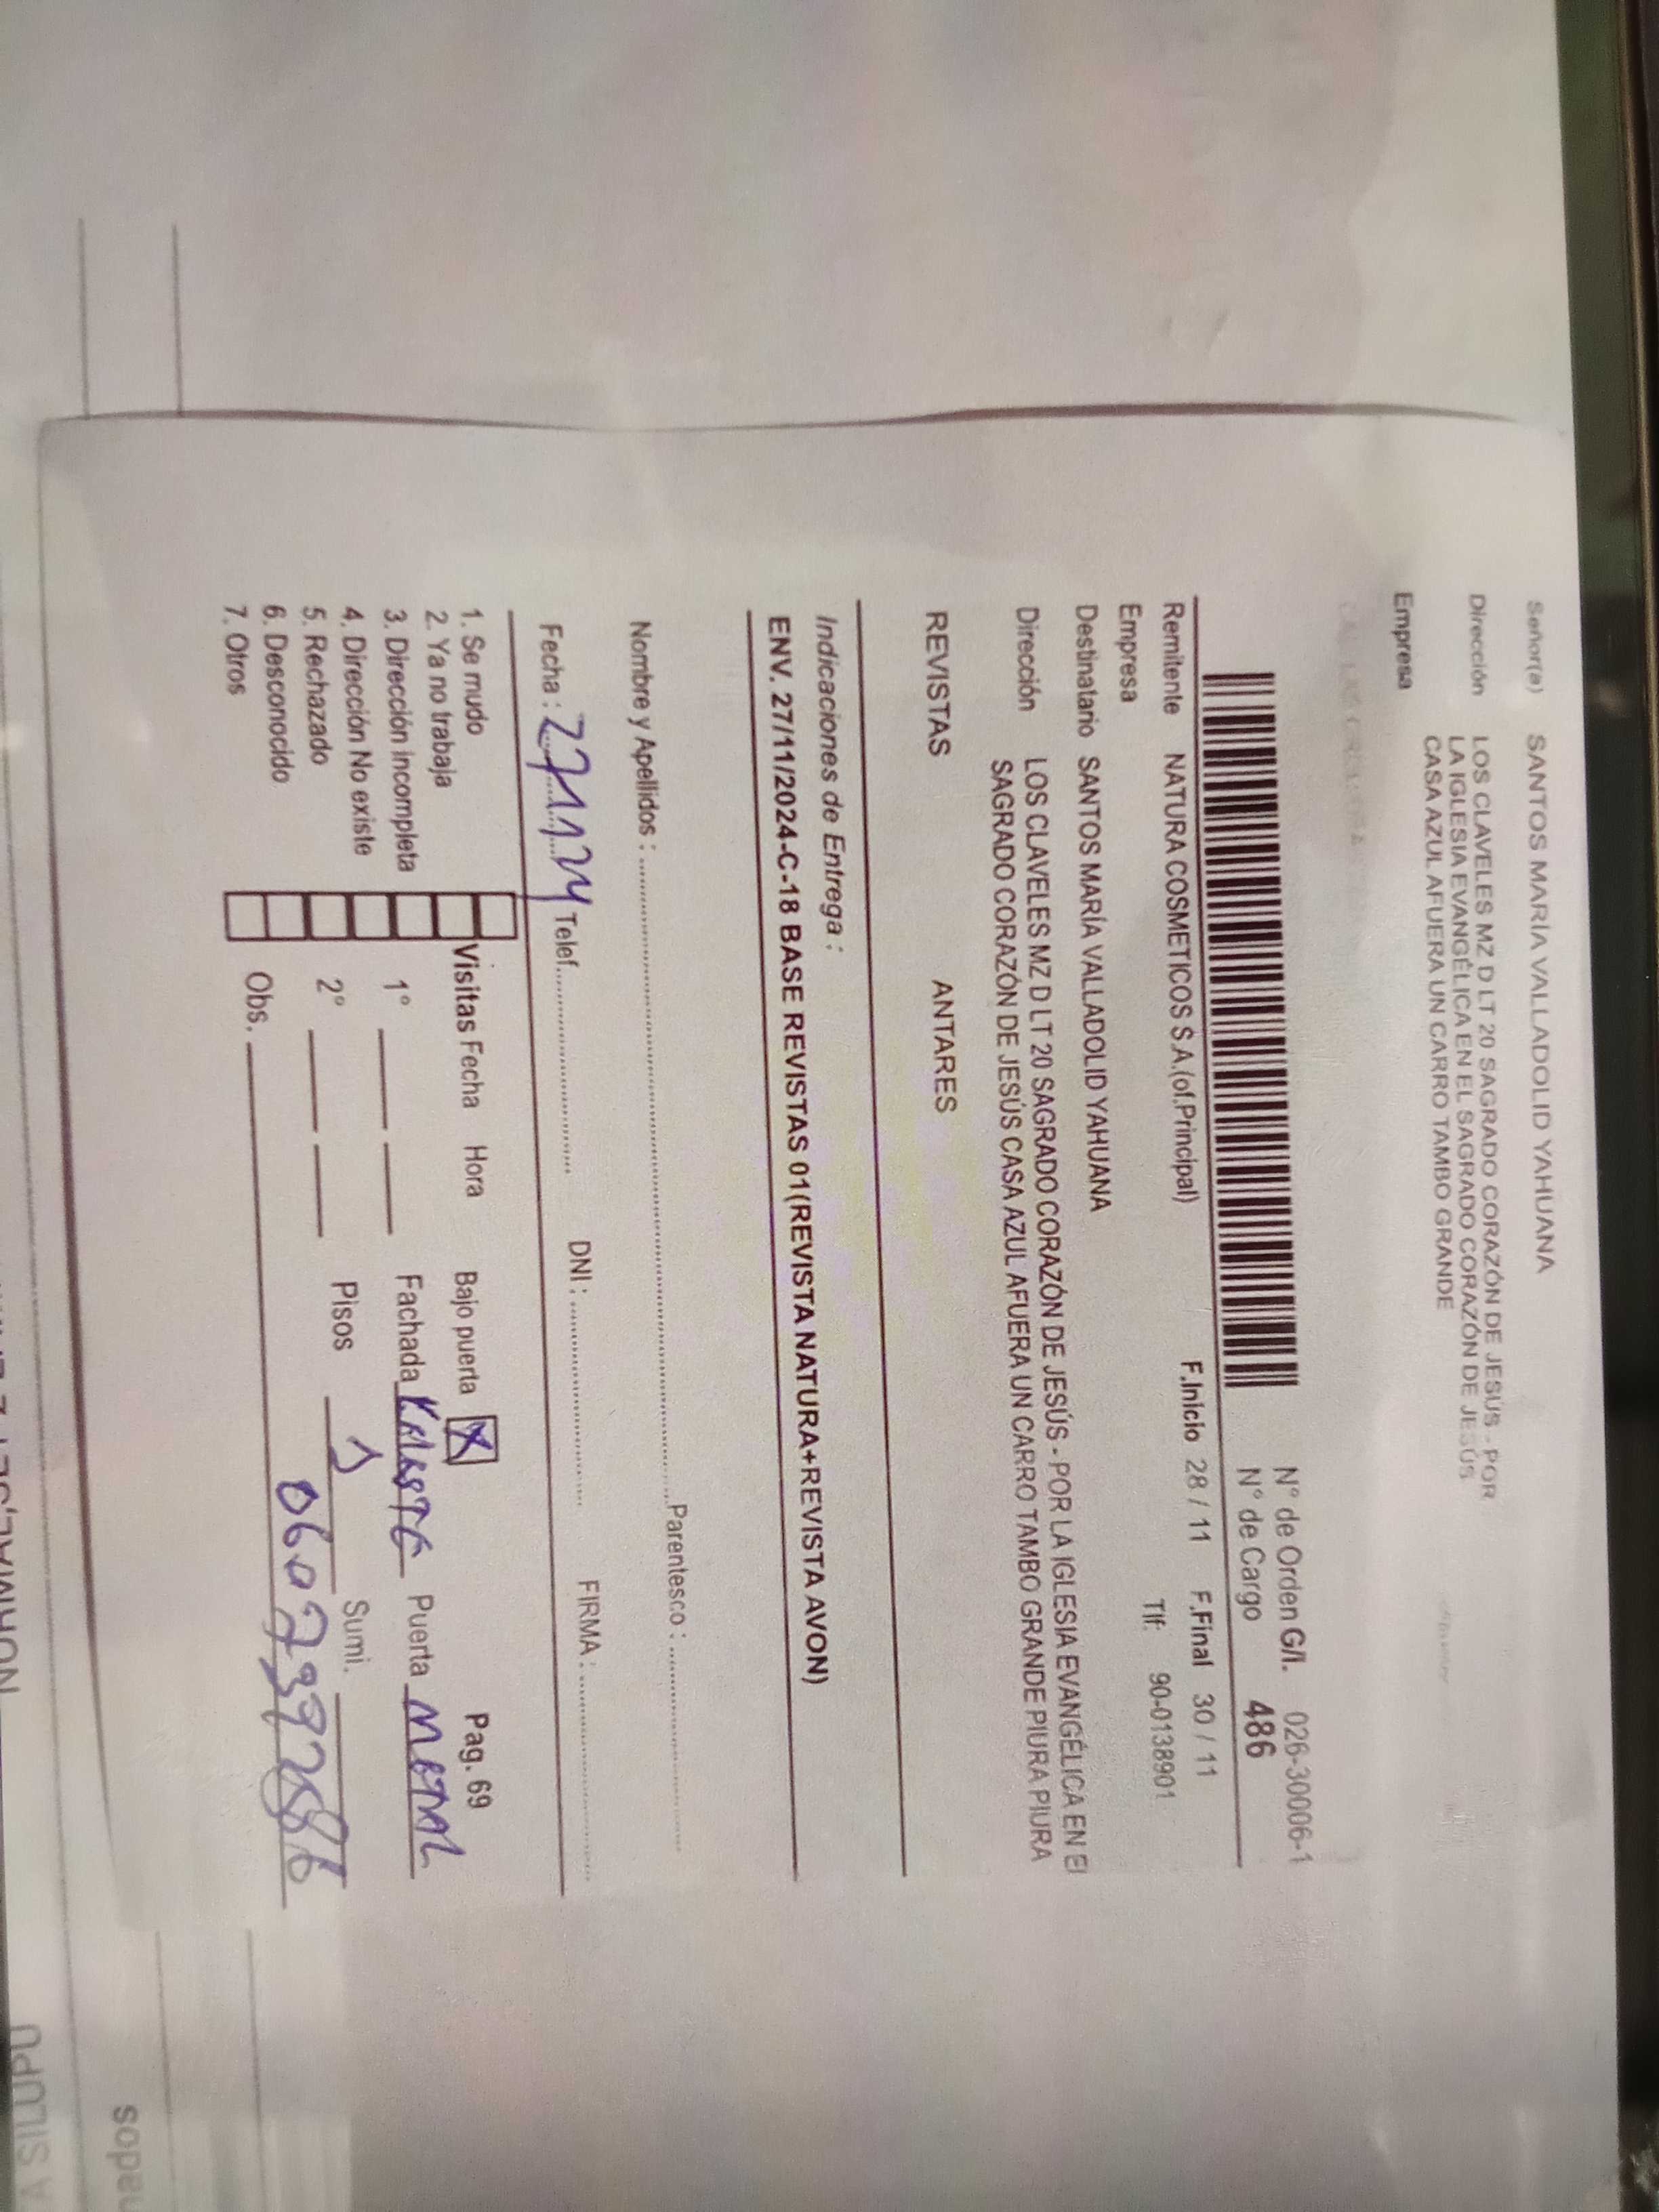 Señor(a) SANTOS MARÍA VALLADOLID YAHUANA
Dirección LOS CLAVELES MZ D LT 20 SAGRADO CORAZÓN DE JESÚS - POR
LA IGLESIA EVANGÉLICA EN EL SAGRADO CORAZÓN DE JESÚS
CASA AZUL AFUERA UN CARRO TAMBO GRANDE
Empresa
N° de Orden G/l. 026-30006-1
N° de Cargo 486
Remitente NATURA COSMETICOS S.A.(of.Principal) F.Inicio 28 / 11 F.Final 30 / 11
Empresa Tlf: 90-0138901
Destinatario SANTOS MARÍA VALLADOLID YAHUANA
Dirección LOS CLAVELES MZ D LT 20 SAGRADO CORAZÓN DE JESÚS - POR LA IGLESIA EVANGÉLICA EN El
SAGRADO CORAZÓN DE JESÚS CASA AZUL AFUERA UN CARRO TAMBO GRANDE PIURA PIURA
REVISTAS ANTARES
Indicaciones de Entrega :
ENV. 27/11/2024-C-18 BASE REVISTAS 01(REVISTA NATURA+REVISTA AVON)
Nombre y Apellidos : Parentesco :
Fecha : 27/11/24 Telef. DNI : FIRMA :
1. Se mudo
2. Ya no trabaja
3. Dirección incompleta
4. Dirección No existe
5. Rechazado
6. Desconocido
7. Otros
Visitas Fecha Hora
1°
2°
Obs.
Bajo puerta X Pag. 69
Fachada Puerta METAL
Pisos 1 Sumi.